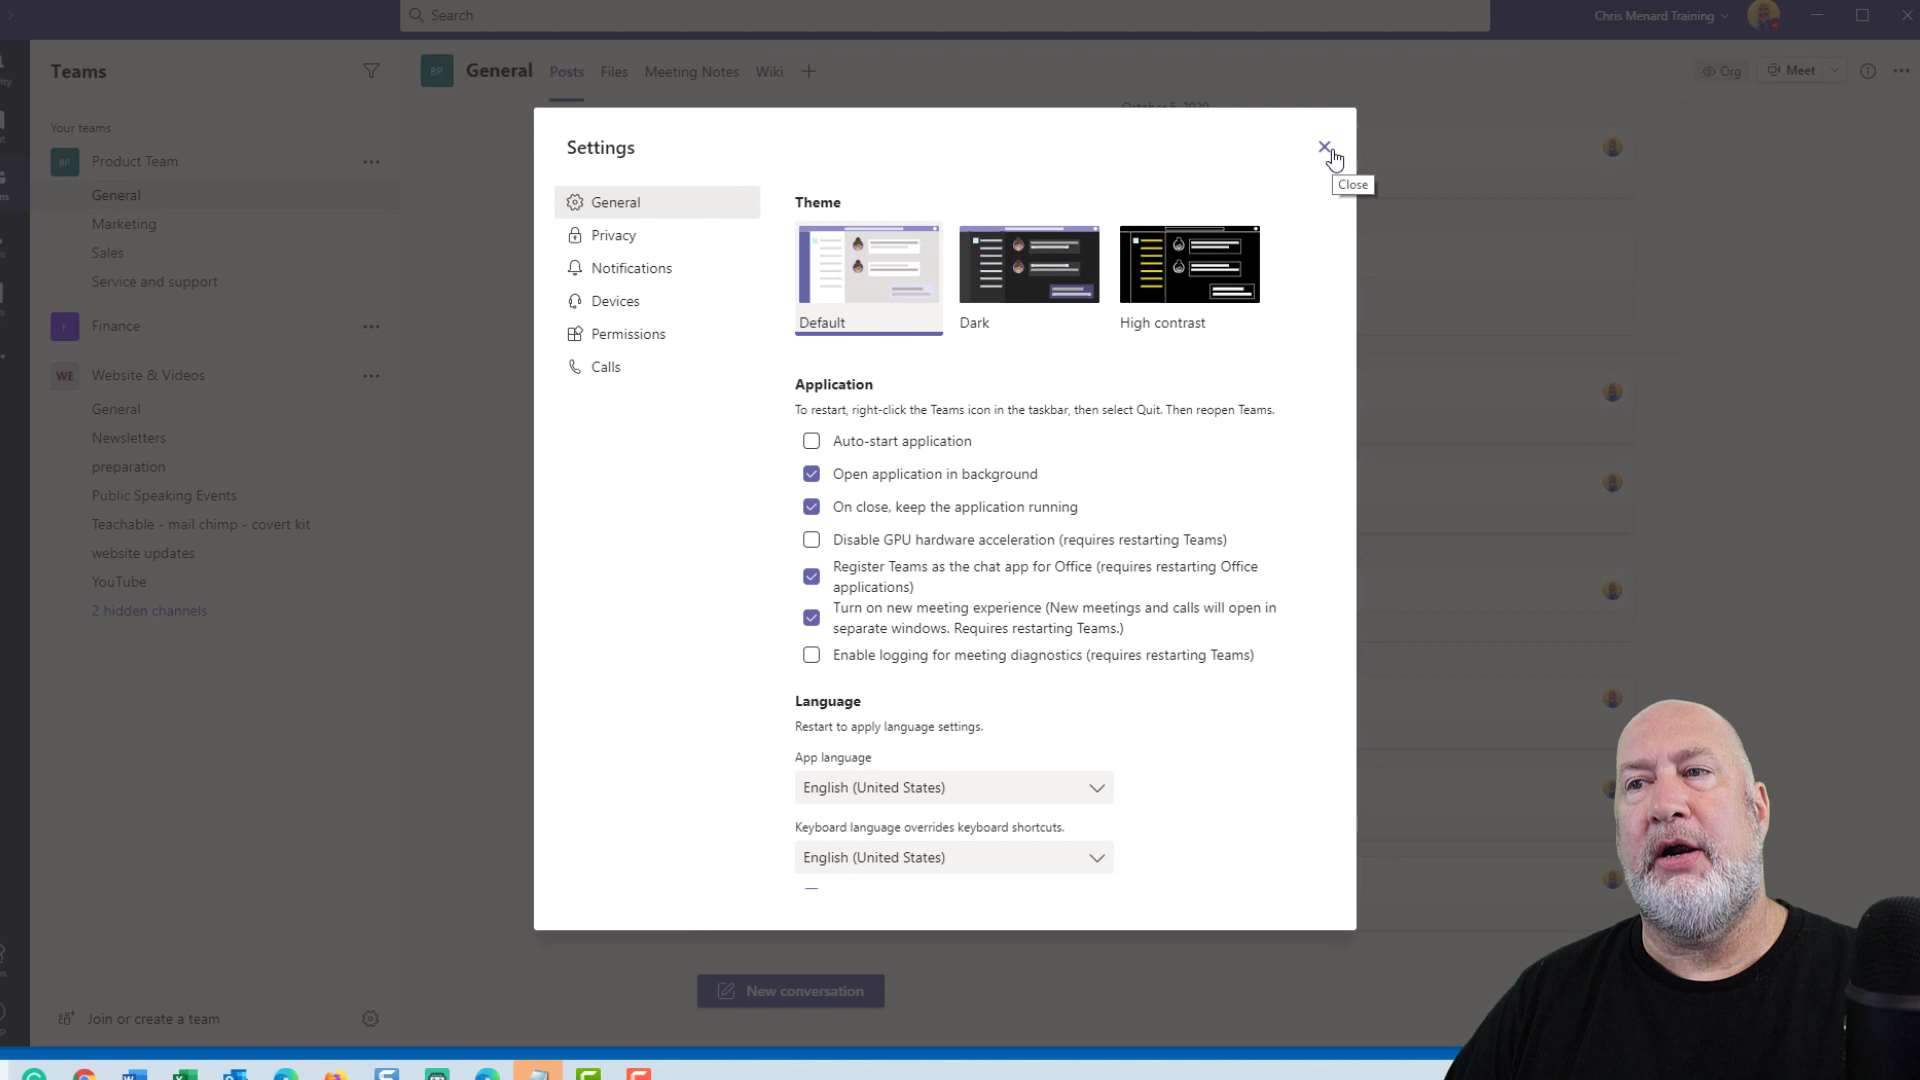 Search
Chris Menard Training
Teams
BP
General
Posts
Files
Meeting Notes
Wiki
Org
Meet
Your teams
BP
Product Team
General
Marketing
Sales
Service and support
F
Finance
WE
Website & Videos
General
Newsletters
preparation
Public Speaking Events
Teachable - mail chimp - covert kit
website updates
YouTube
2 hidden channels
Join or create a team
October 5, 2020
Settings
Close
General
Privacy
Notifications
Devices
Permissions
Calls
Theme
Default
Dark
High contrast
Application
To restart, right-click the Teams icon in the taskbar, then select Quit. Then reopen Teams.
Auto-start application
Open application in background
On close, keep the application running
Disable GPU hardware acceleration (requires restarting Teams)
Register Teams as the chat app for Office (requires restarting Office
applications)
Turn on new meeting experience (New meetings and calls will open in
separate windows. Requires restarting Teams.)
Enable logging for meeting diagnostics (requires restarting Teams)
Language
Restart to apply language settings.
App language
English (United States)
Keyboard language overrides keyboard shortcuts.
English (United States)
New conversation